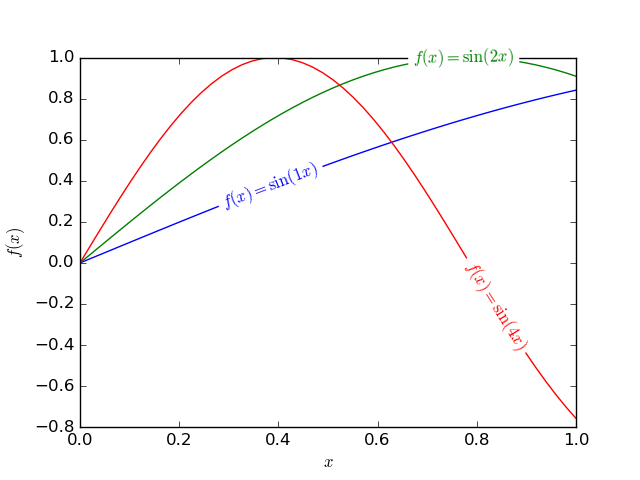 1.0
0.8
0.6
0.4
0.2
0.0
−0.2
−0.4
−0.6
−0.8
f(x)
f(x) = sin(2x)
f(x) = sin(1x)
f(x) = sin(4x)
0.0 0.2 0.4 0.6 0.8 1.0
x